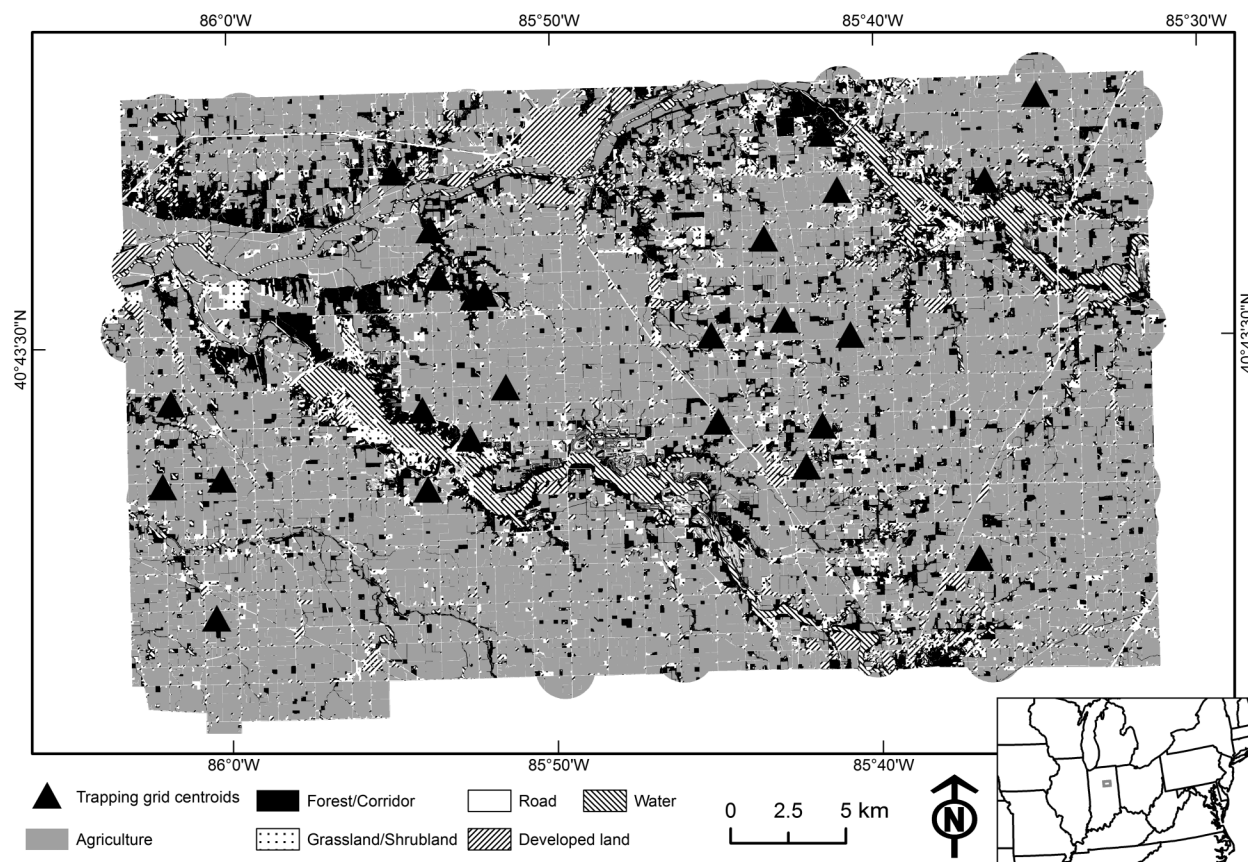 86°0'W 85°50'W 85°40'W 85°30'W
40°43'30"N 40°43'30"N
86°0'W 85°50'W 85°40'W
Trapping grid centroids Forest/Corridor Road Water
Agriculture Grassland/Shrubland Developed land
0 2.5 5 km
N